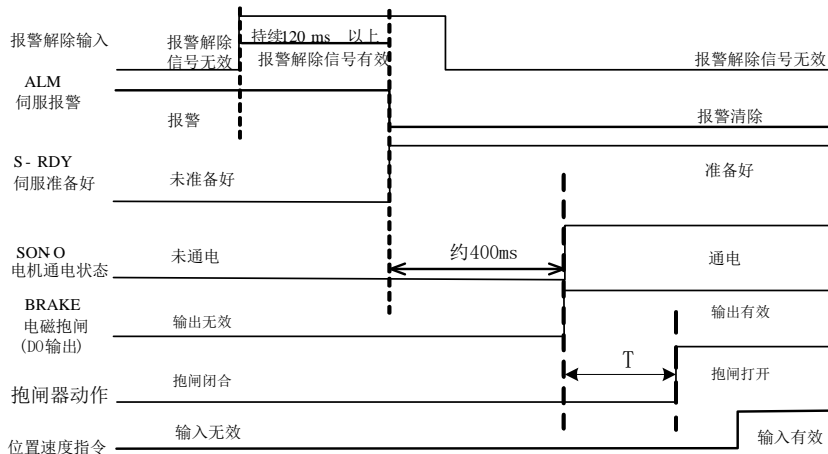 报警解除输入
报警解除
信号无效
持续120 ms 以上
报警解除信号有效
报警解除信号无效
ALM
伺服报警
报警
报警清除
S- RDY
伺服准备好
未准备好
准备好
SON-O
电机通电状态
未通电
约400ms
通电
BRAKE
电磁抱闸
(DO输出)
输出无效
输出有效
T
抱闸器动作
抱闸闭合
抱闸打开
位置速度指令
输入无效
输入有效